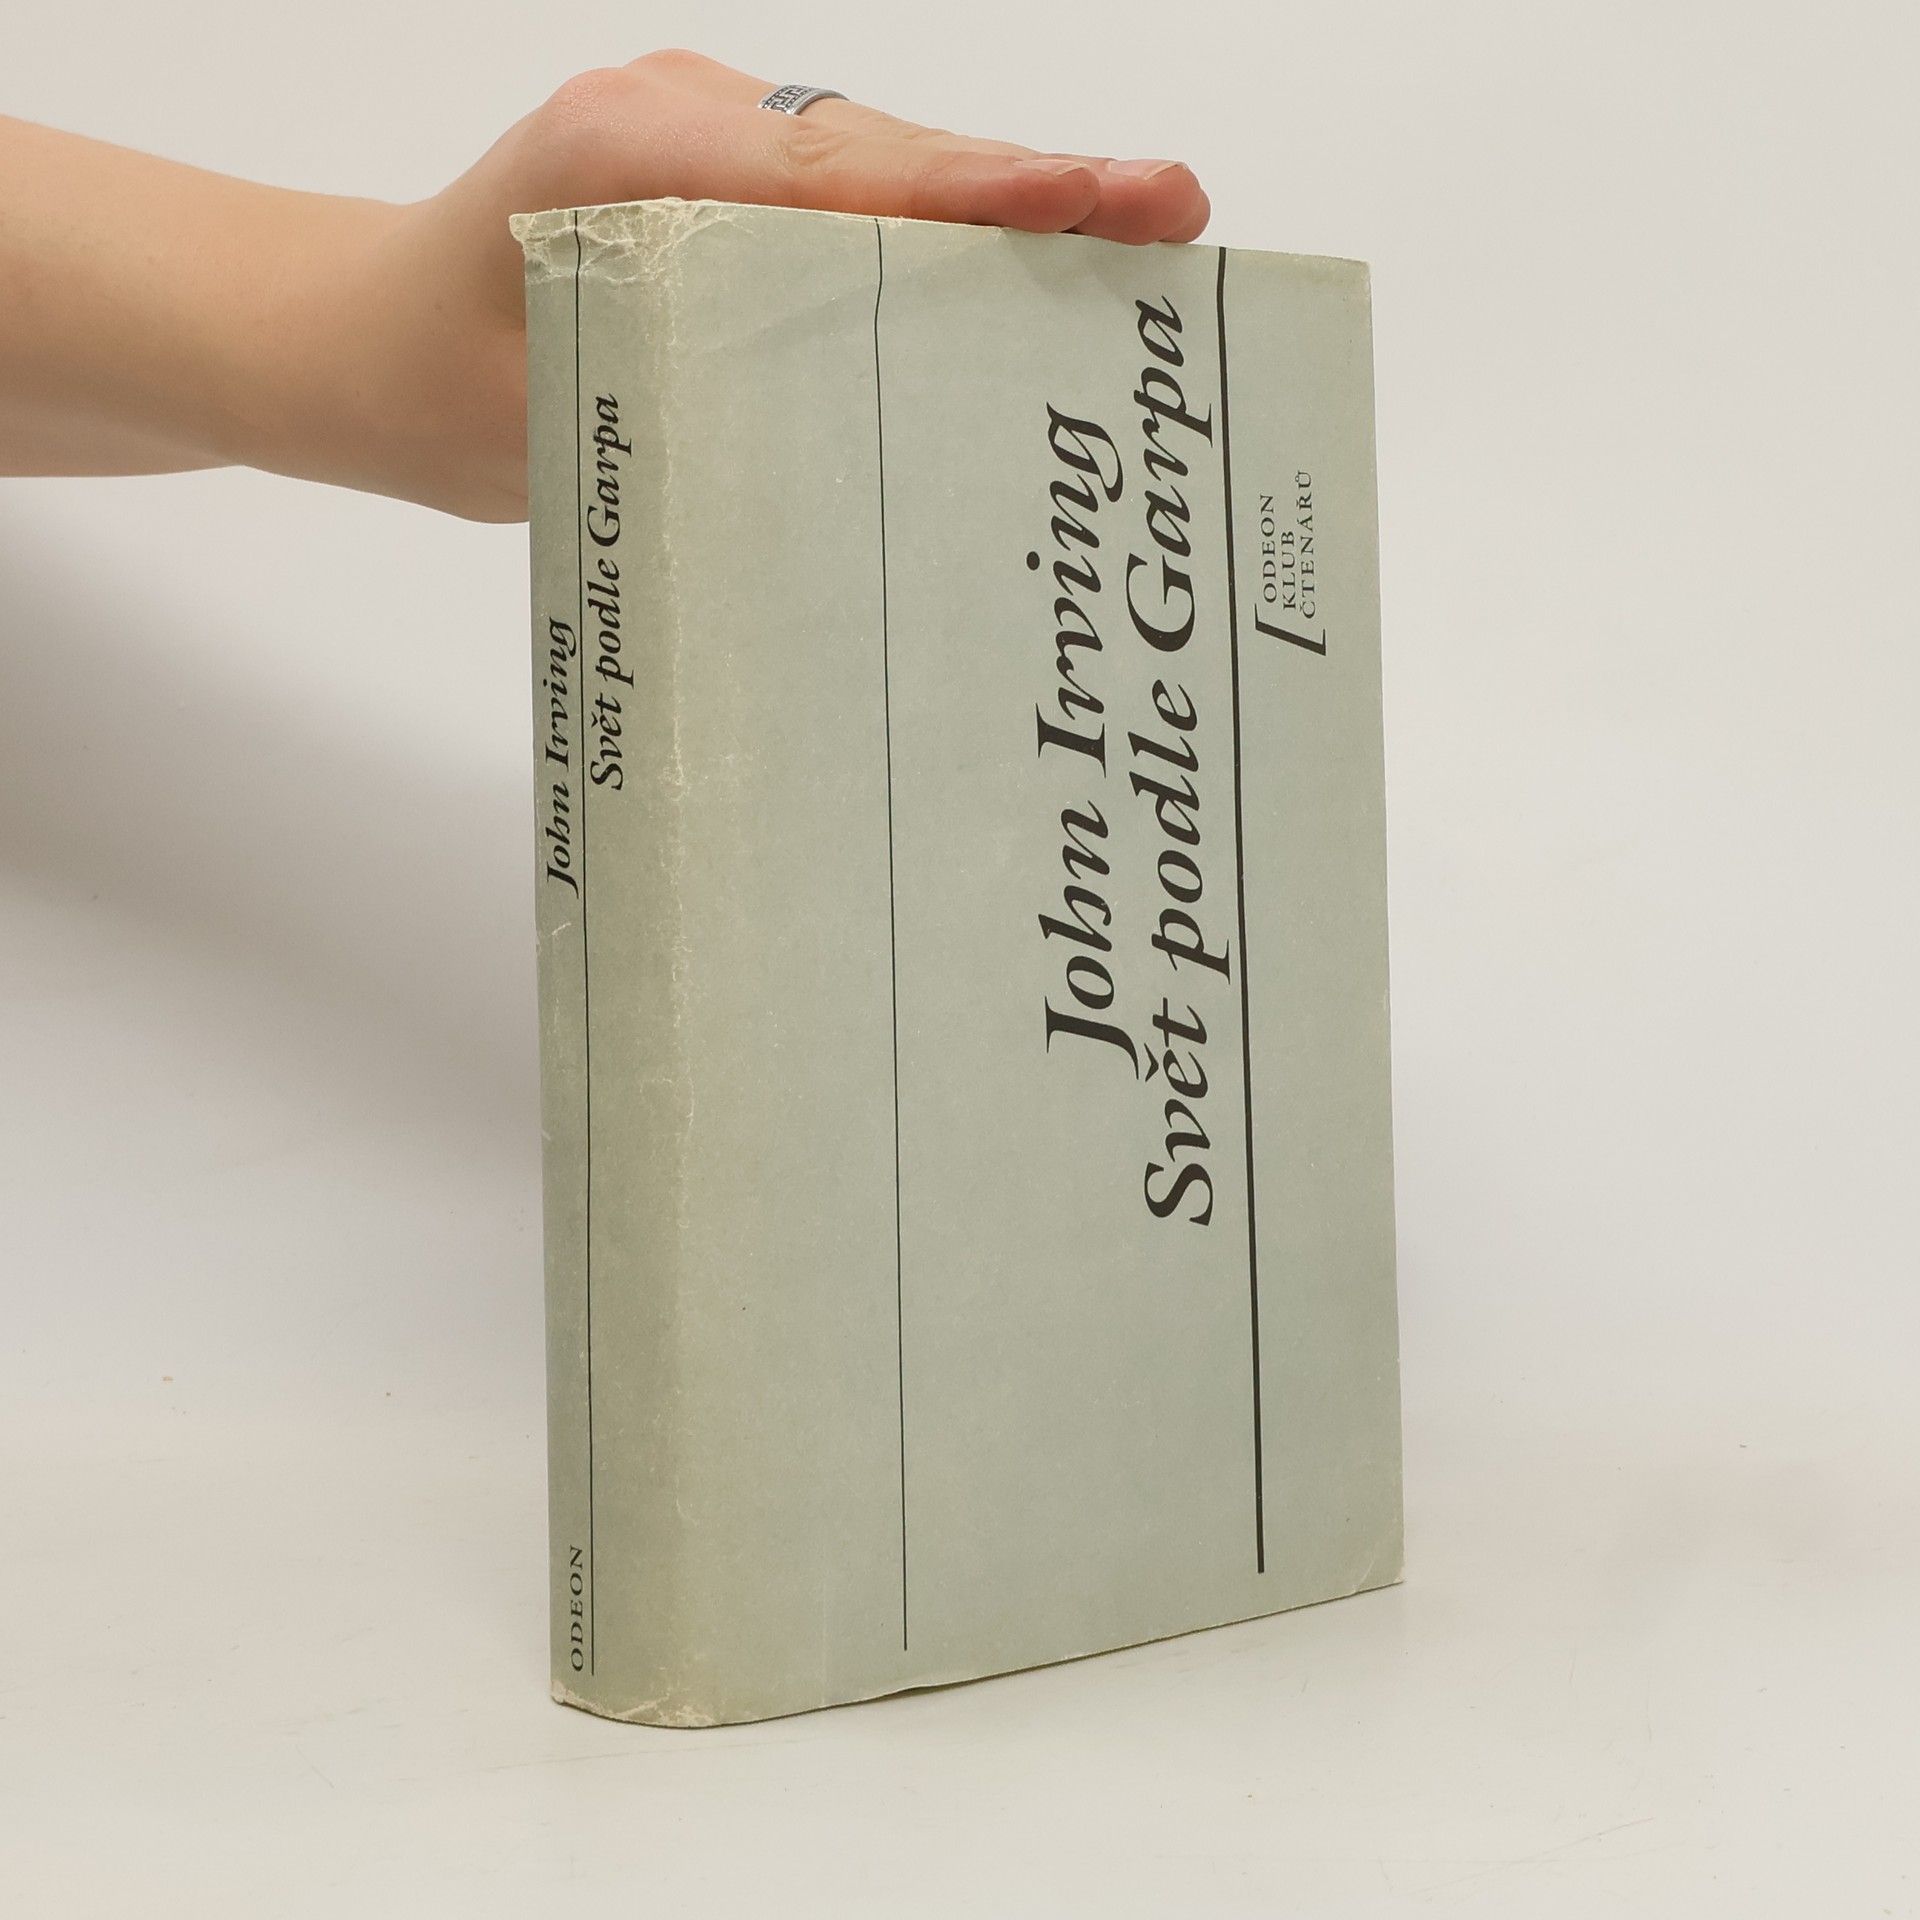 John Irving
Svět podle Garpa
ODEON
John Irving
Svět podle Garpa
ODEON
KLUB
ČTENÁŘŮ